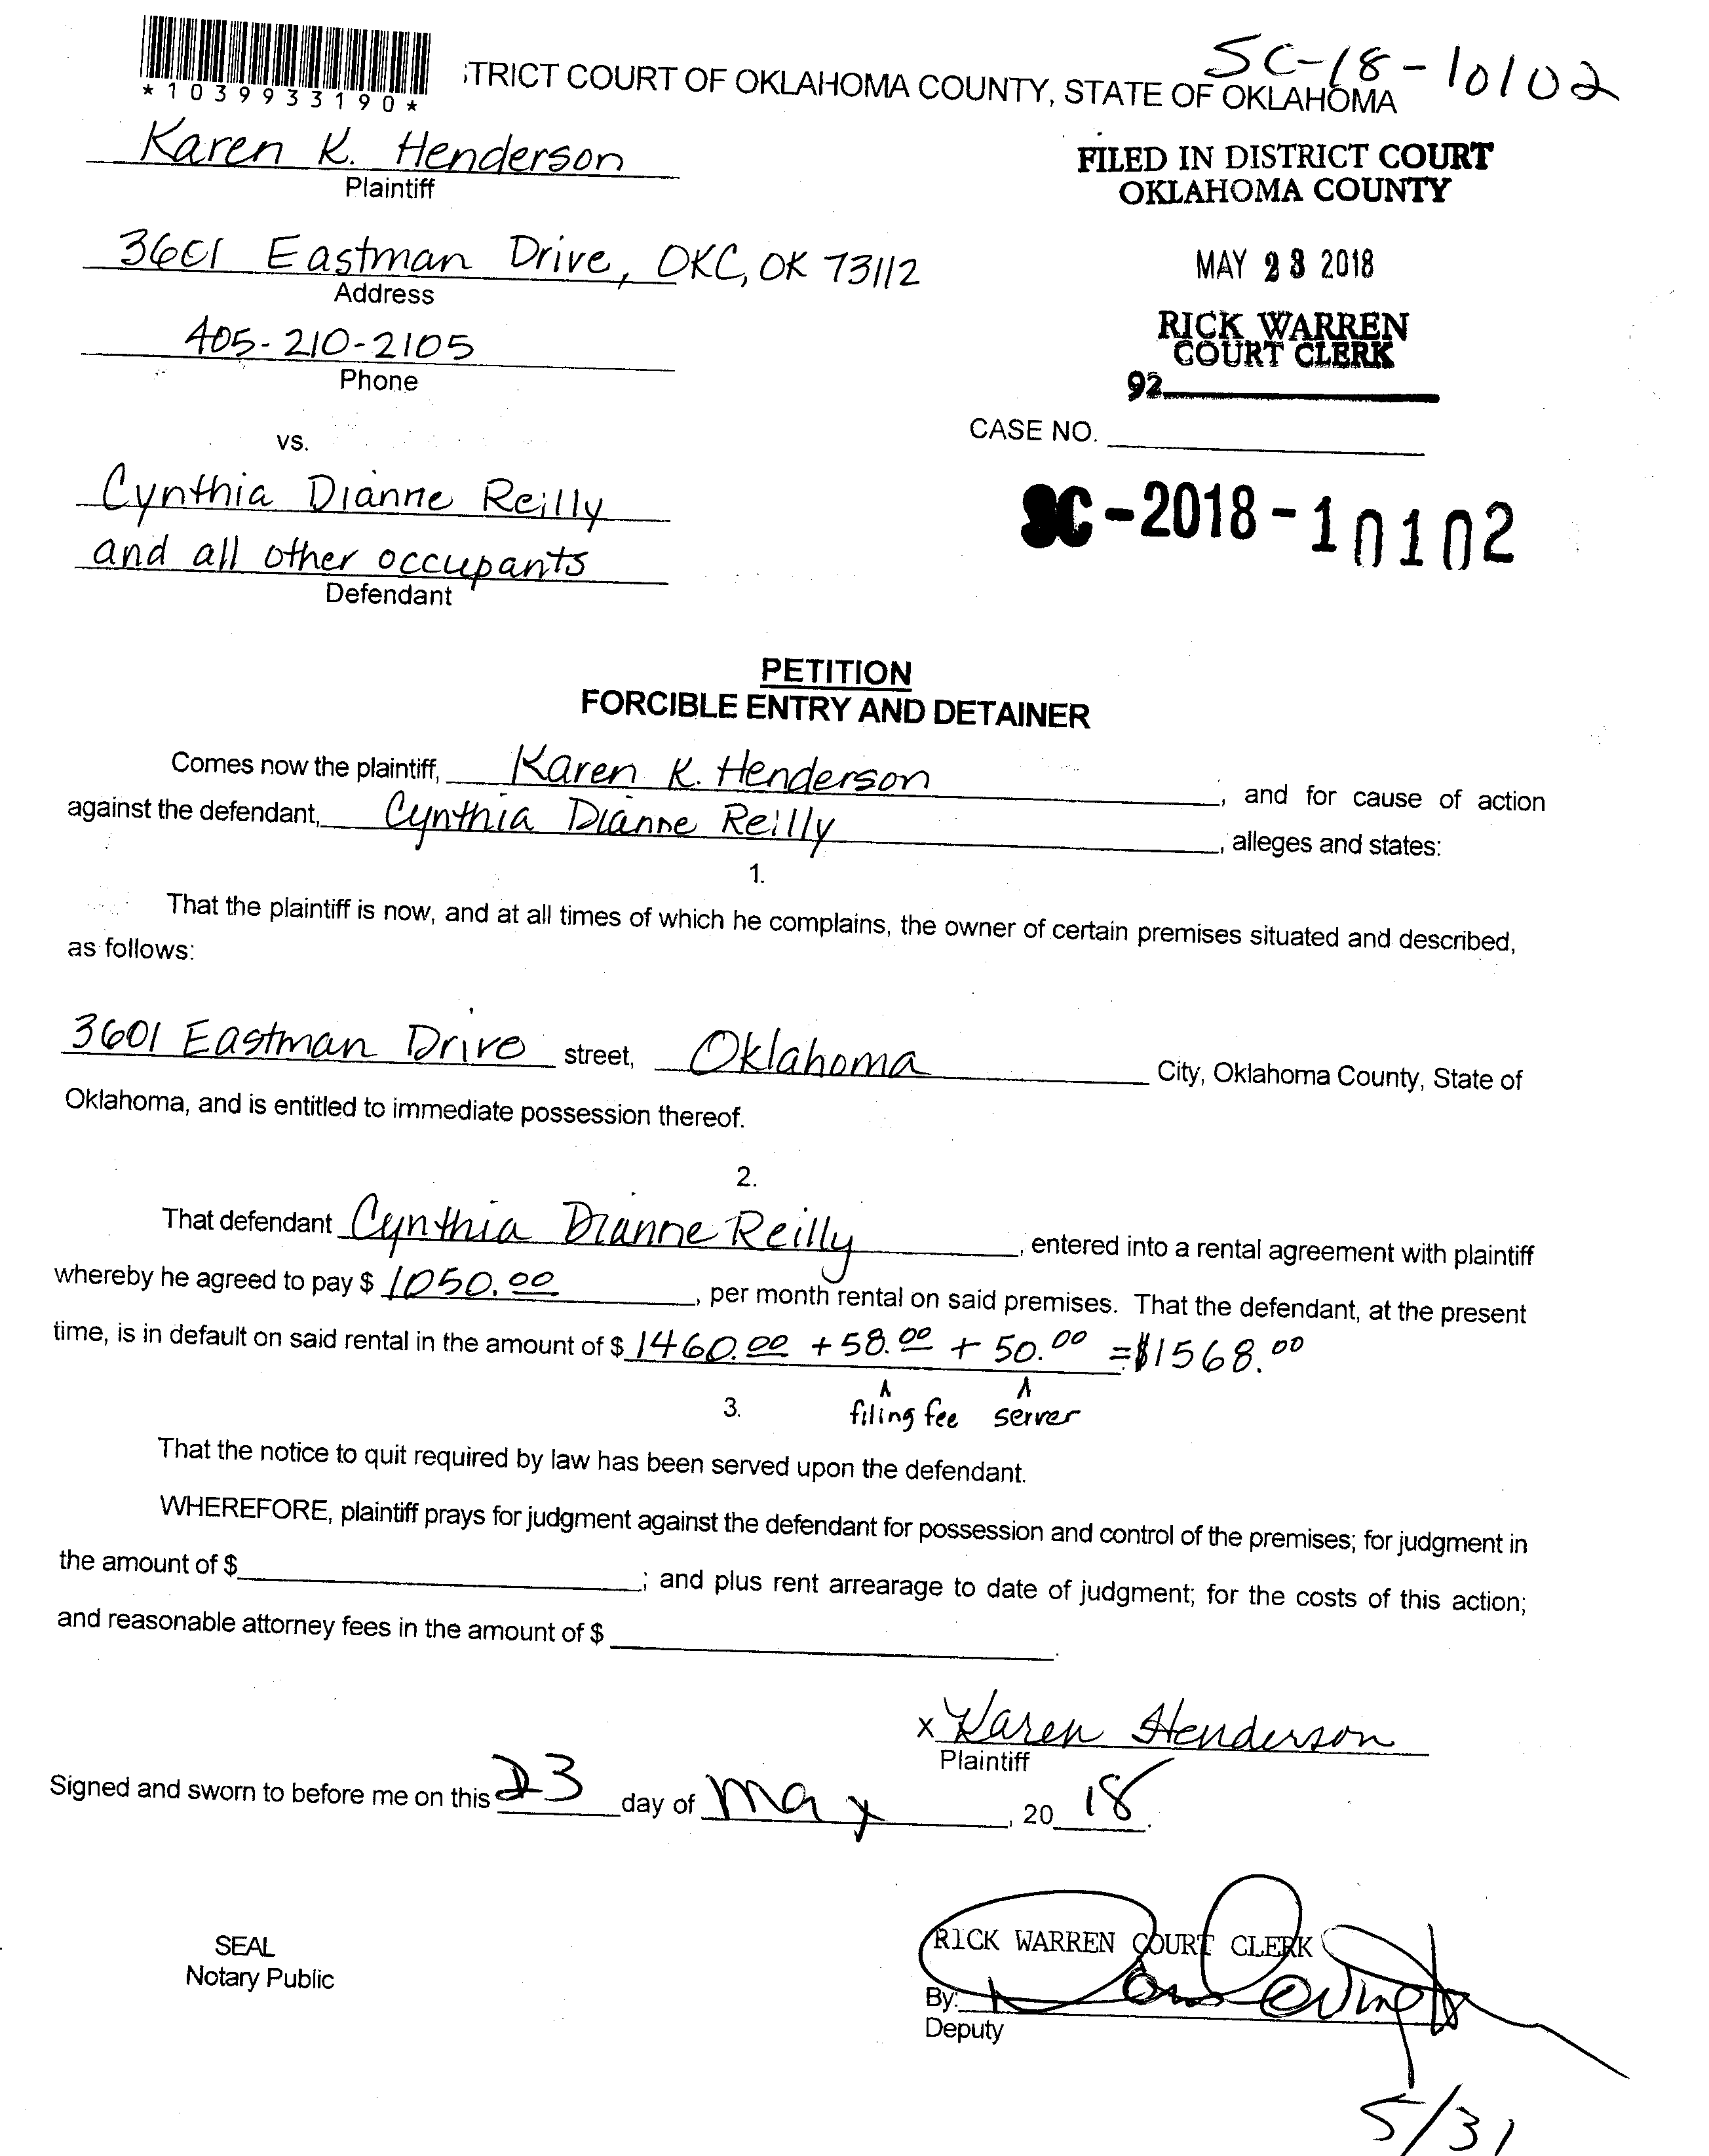 SC-18-10102
*1039933190*
TRICT COURT OF OKLAHOMA COUNTY, STATE OF OKLAHOMA
Karen K. Henderson
Plaintiff
FILED IN DISTRICT COURT
OKLAHOMA COUNTY
3601 Eastman Drive, OKC, OK 73112
Address
MAY 23 2018
405-210-2105
Phone
RICK WARREN
COURT CLERK
92
vs.
CASE NO.
Cynthia Dianne Reilly
and all other occupants
Defendant
SC-2018-10102
PETITION
FORCIBLE ENTRY AND DETAINER
Comes now the plaintiff, Karen K. Henderson, and for cause of action
against the defendant, Cynthia Dianne Reilly, alleges and states:
1.
That the plaintiff is now, and at all times of which he complains, the owner of certain premises situated and described,
as follows:
3601 Eastman Drive street, Oklahoma City, Oklahoma County, State of
Oklahoma, and is entitled to immediate possession thereof.
2.
That defendant Cynthia Dianne Reilly, entered into a rental agreement with plaintiff
whereby he agreed to pay $ 1050.00, per month rental on said premises. That the defendant, at the present
time, is in default on said rental in the amount of $ 1460.00 + 58.00 + 50.00 = $1568.00
^ ^
3. filing fee server
That the notice to quit required by law has been served upon the defendant.
WHEREFORE, plaintiff prays for judgment against the defendant for possession and control of the premises; for judgment in
the amount of $ ; and plus rent arrearage to date of judgment; for the costs of this action;
and reasonable attorney fees in the amount of $ .
x Karen Henderson
Plaintiff
Signed and sworn to before me on this 23 day of May, 20 18.
SEAL
Notary Public
RICK WARREN COURT CLERK
By:
Deputy
5/31